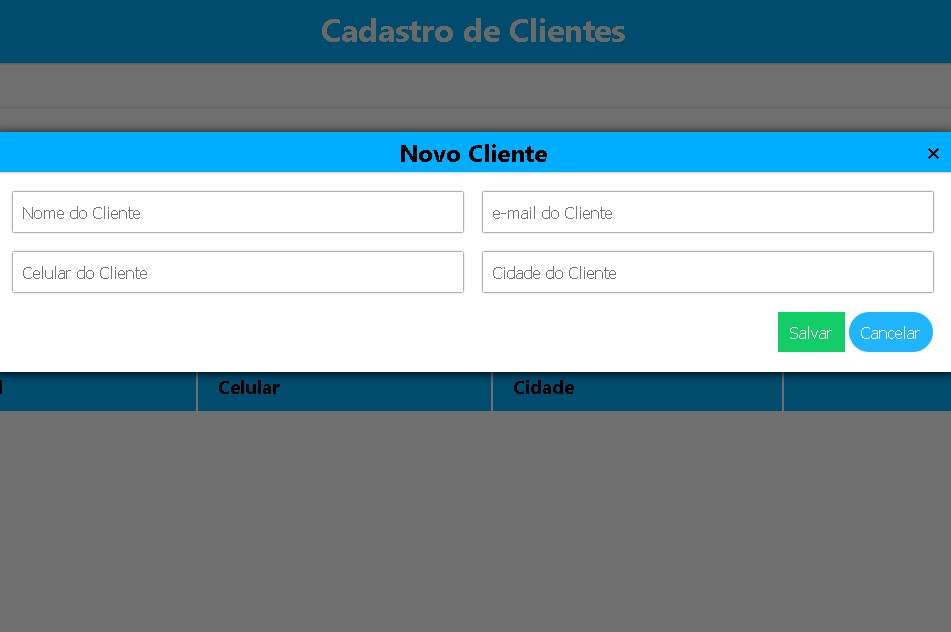 Cadastro de Clientes
Novo Cliente ×
Nome do Cliente e-mail do Cliente
Celular do Cliente Cidade do Cliente
Salvar Cancelar
Celular Cidade